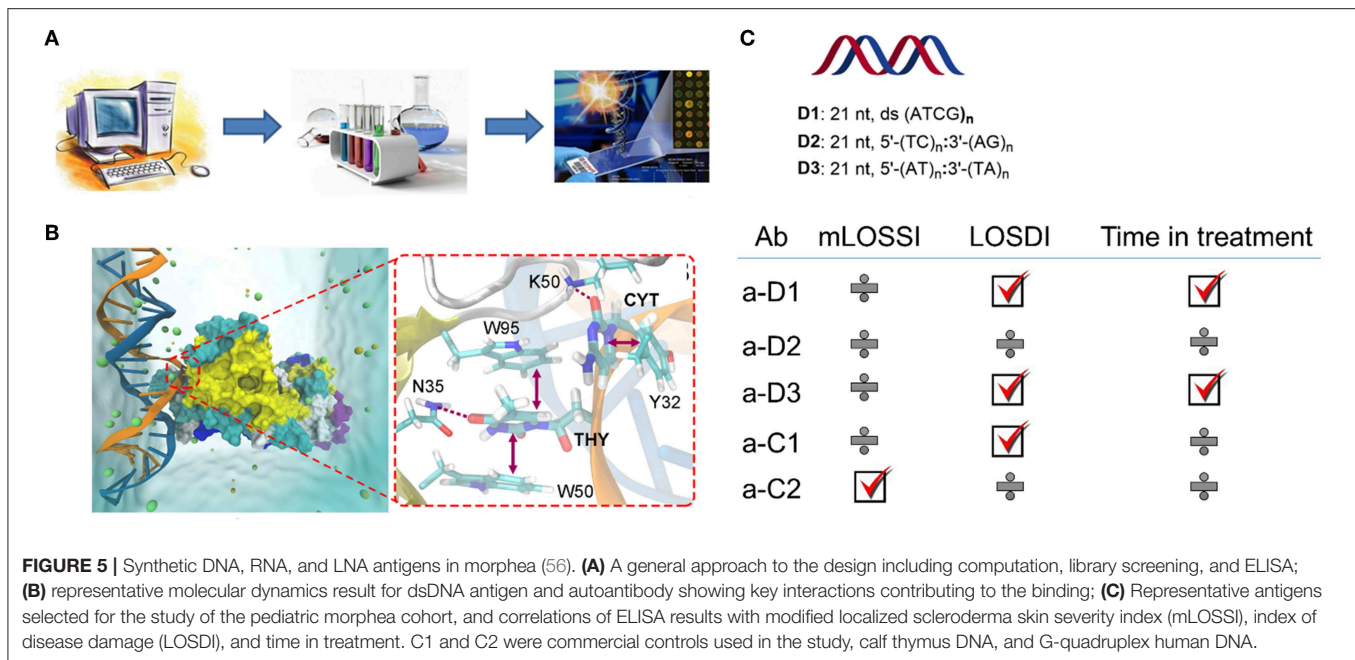 A
C
D1: 21 nt, ds (ATCG)n
D2: 21 nt, 5'-(TC)n:3'-(AG)n
D3: 21 nt, 5'-(AT)n:3'-(TA)n
B
K50
CYT
W95
N35
Y32
THY
W50
Ab mLOSSI LOSDI Time in treatment
a-D1
a-D2
a-D3
a-C1
a-C2
FIGURE 5 | Synthetic DNA, RNA, and LNA antigens in morphea (56). (A) A general approach to the design including computation, library screening, and ELISA;
(B) representative molecular dynamics result for dsDNA antigen and autoantibody showing key interactions contributing to the binding; (C) Representative antigens
selected for the study of the pediatric morphea cohort, and correlations of ELISA results with modified localized scleroderma skin severity index (mLOSSI), index of
disease damage (LOSDI), and time in treatment. C1 and C2 were commercial controls used in the study, calf thymus DNA, and G-quadruplex human DNA.